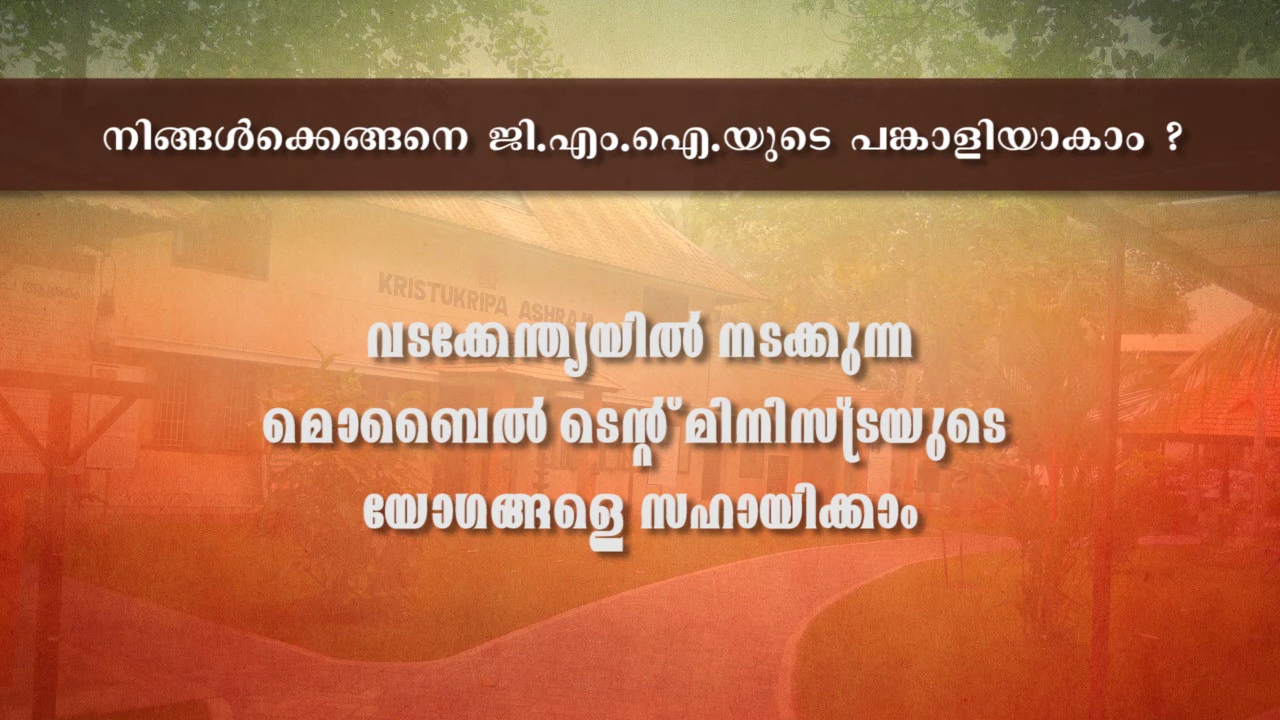 നിങ്ങൾക്കെങ്ങനെ ജി.എം.ഐ.യുടെ പങ്കാളിയാകാം ?
KRISTUKRIPA ASHRAM
വടക്കേന്ത്യയിൽ നടക്കുന്ന
മൊബൈൽ ടെന്റ് മിനിസ്ട്രയുടെ
യോഗങ്ങളെ സഹായിക്കാം